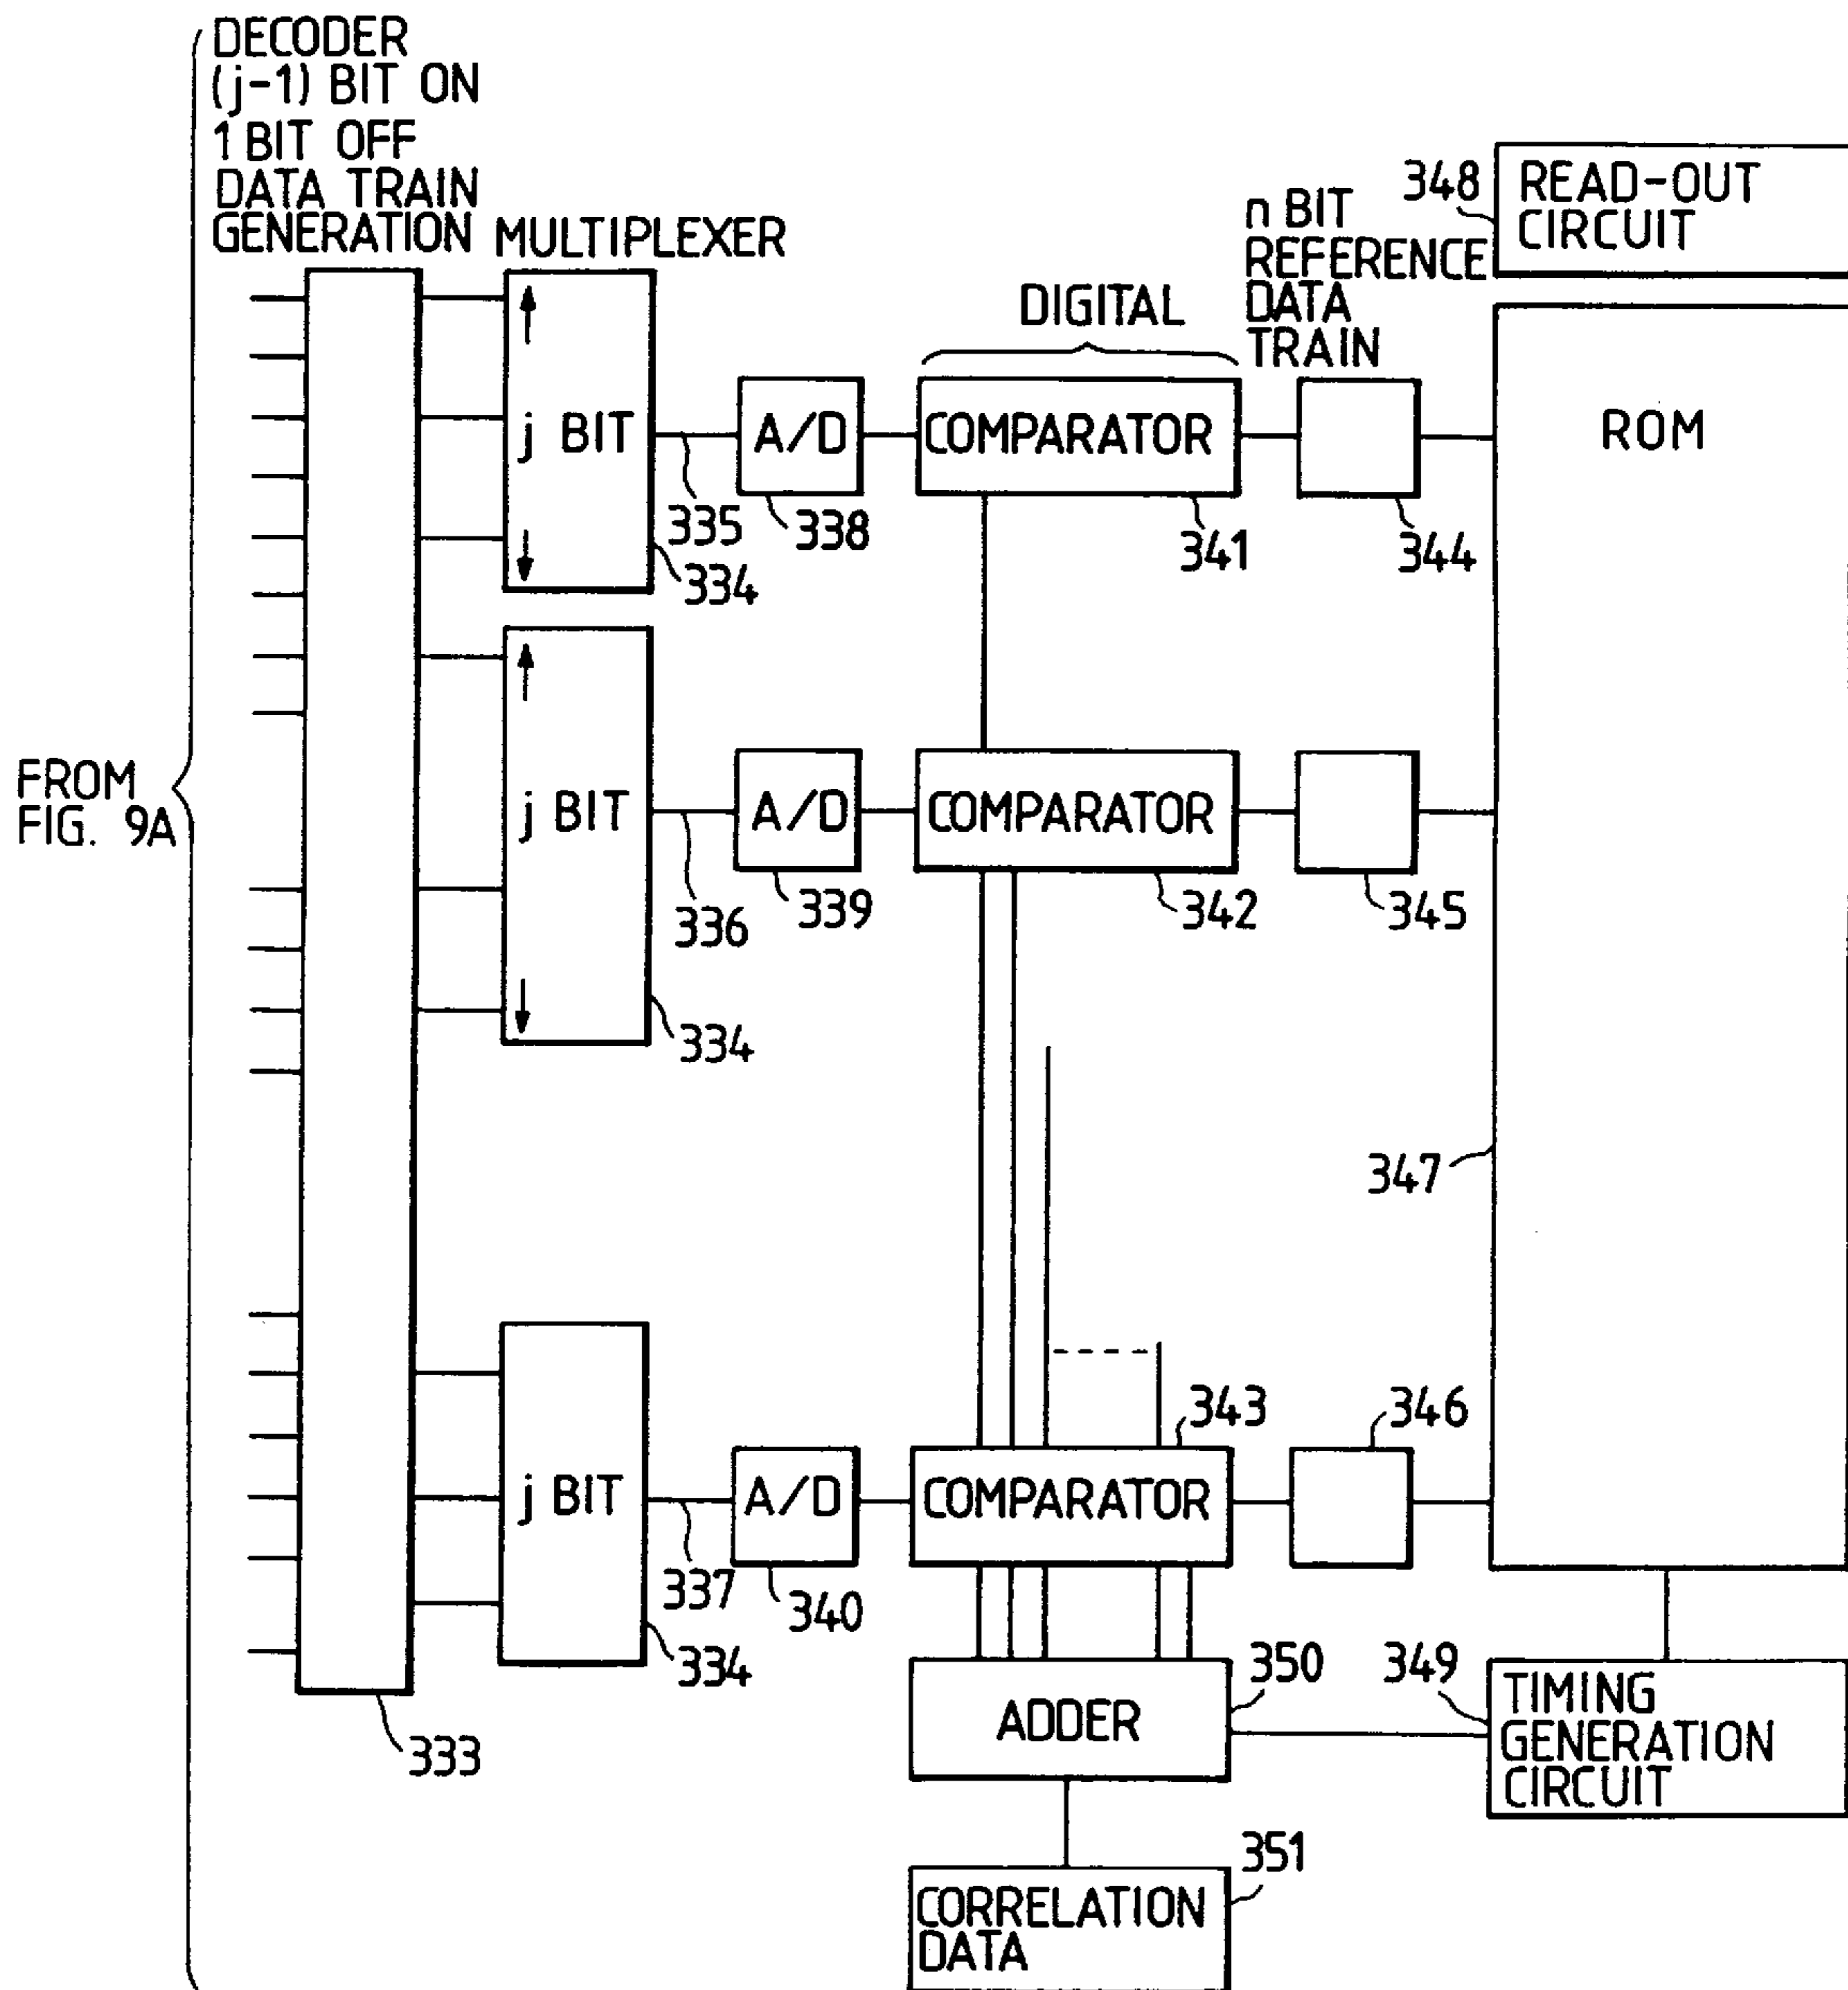 DECODER
(j-1) BIT ON
1 BIT OFF
DATA TRAIN
GENERATION
MULTIPLEXER
DIGITAL
n BIT
REFERENCE
DATA
TRAIN
348
READ-OUT
CIRCUIT
j BIT
335
334
A/D
338
COMPARATOR
341
344
ROM
FROM
FIG. 9A
j BIT
336
334
A/D
339
COMPARATOR
342
345
347
j BIT
337
334
A/D
340
COMPARATOR
343
346
333
ADDER
350
349
TIMING
GENERATION
CIRCUIT
CORRELATION
DATA
351